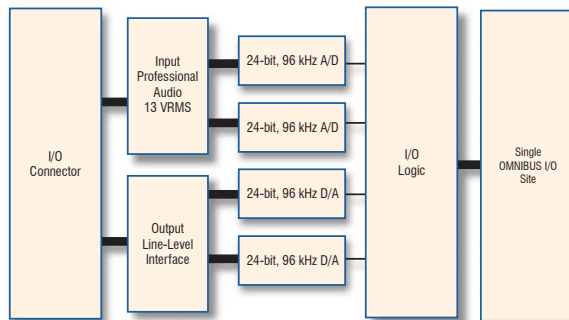 I/O
Connector
Input
Professional
Audio
13 VRMS
Output
Line-Level
Interface
24-bit, 96 kHz A/D
24-bit, 96 kHz A/D
24-bit, 96 kHz D/A
24-bit, 96 kHz D/A
I/O
Logic
Single
OMNIBUS I/O
Site